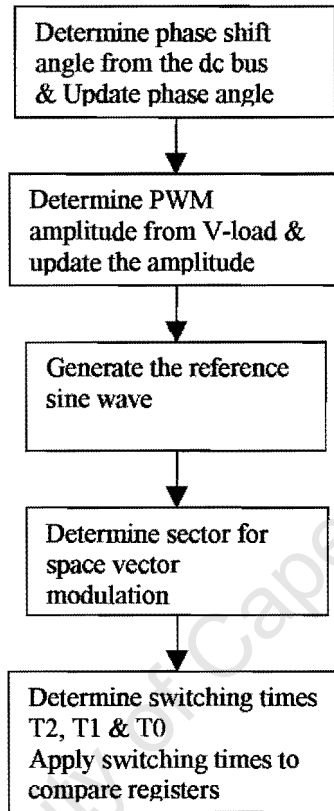 Determine phase shift
angle from the dc bus
& Update phase angle
Determine PWM
amplitude from V-load &
update the amplitude
Generate the reference
sine wave
Determine sector for
space vector
modulation
Determine switching times
T2, T1 & T0
Apply switching times to
compare registers
of Cape